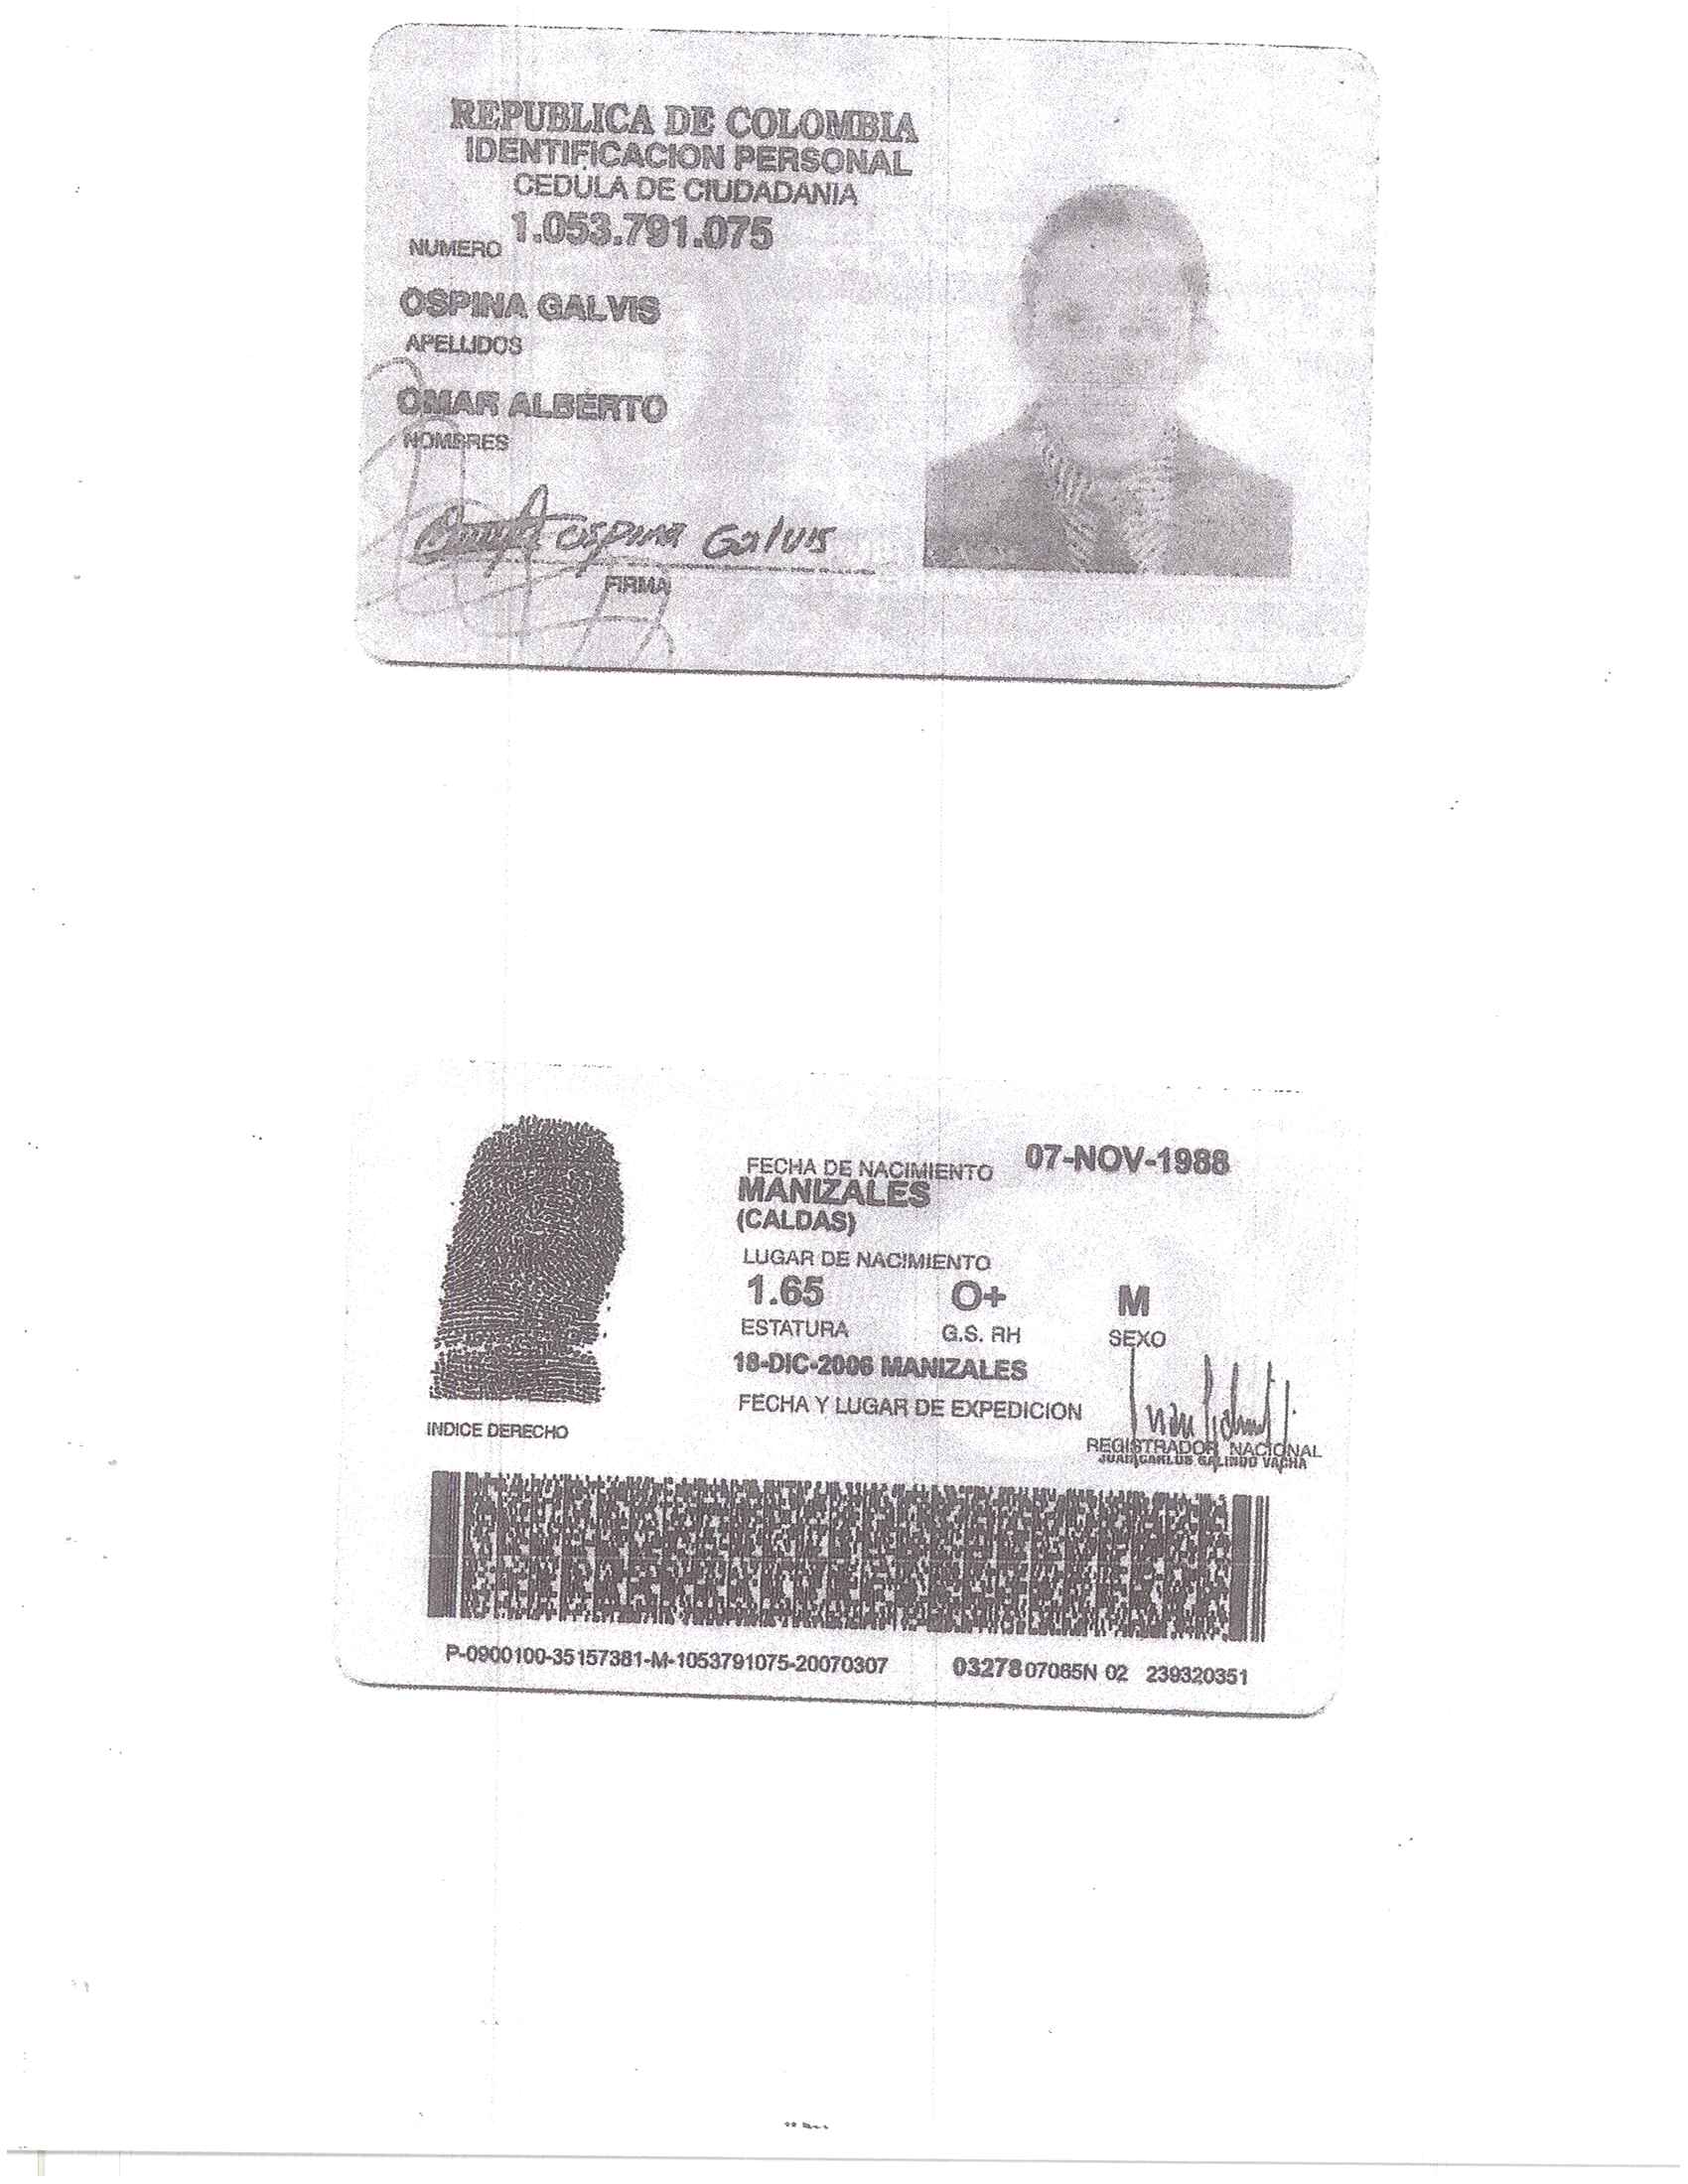 REPUBLICA DE COLOMBIA
IDENTIFICACION PERSONAL
CEDULA DE CIUDADANIA
NUMERO 1.053.791.075
OSPINA GALVIS
APELLIDOS
OMAR ALBERTO
NOMBRES
Ospina Galvis
FIRMA
FECHA DE NACIMIENTO 07-NOV-1988
MANIZALES
(CALDAS)
LUGAR DE NACIMIENTO
1.65 O+ M
ESTATURA G.S. RH SEXO
18-DIC-2006 MANIZALES
FECHA Y LUGAR DE EXPEDICION
INDICE DERECHO
REGISTRADOR NACIONAL
JUAN CARLOS GALINDO VACHA
P-0900100-35157381-M-1053791075-20070307 0327807065N 02 239320351